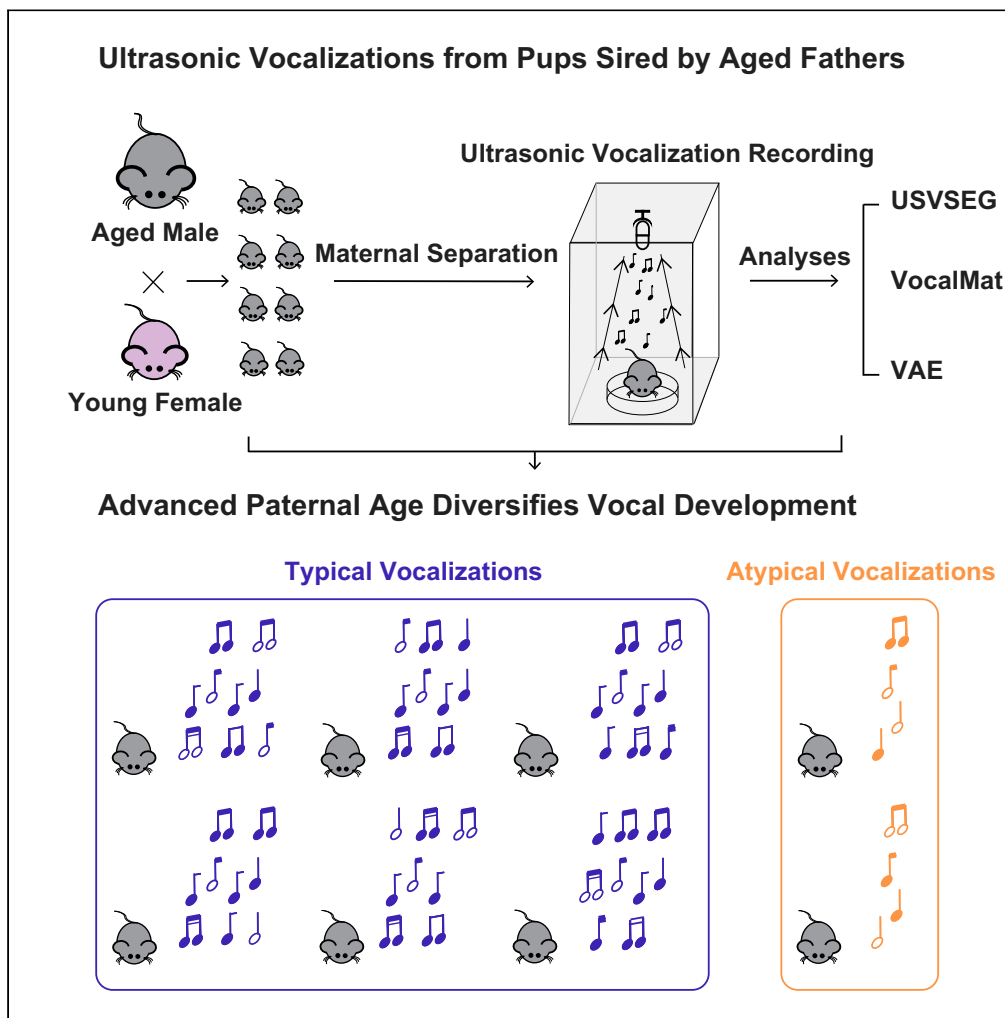 Ultrasonic Vocalizations from Pups Sired by Aged Fathers
Ultrasonic Vocalization Recording
Aged Male
Maternal Separation
Analyses
USVSEG
VocalMat
VAE
Young Female
Advanced Paternal Age Diversifies Vocal Development
Typical Vocalizations
Atypical Vocalizations